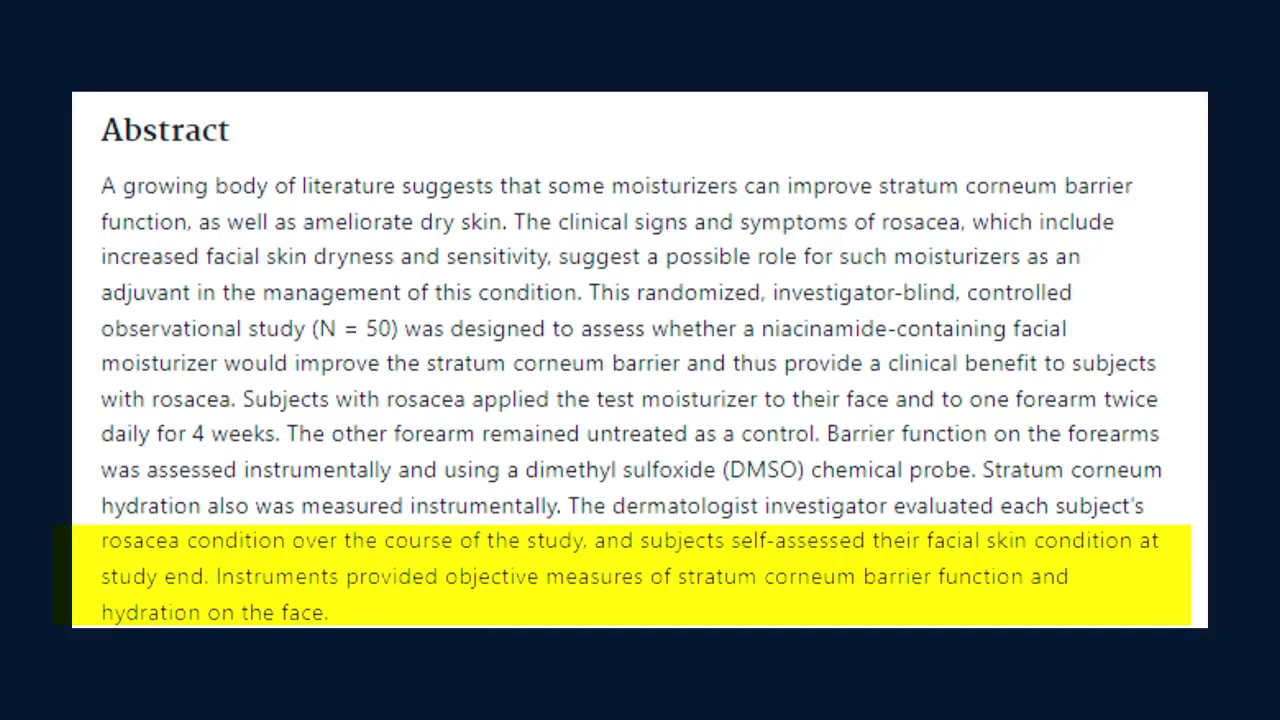 Abstract
A growing body of literature suggests that some moisturizers can improve stratum corneum barrier
function, as well as ameliorate dry skin. The clinical signs and symptoms of rosacea, which include
increased facial skin dryness and sensitivity, suggest a possible role for such moisturizers as an
adjuvant in the management of this condition. This randomized, investigator-blind, controlled
observational study (N = 50) was designed to assess whether a niacinamide-containing facial
moisturizer would improve the stratum corneum barrier and thus provide a clinical benefit to subjects
with rosacea. Subjects with rosacea applied the test moisturizer to their face and to one forearm twice
daily for 4 weeks. The other forearm remained untreated as a control. Barrier function on the forearms
was assessed instrumentally and using a dimethyl sulfoxide (DMSO) chemical probe. Stratum corneum
hydration also was measured instrumentally. The dermatologist investigator evaluated each subject's
rosacea condition over the course of the study, and subjects self-assessed their facial skin condition at
study end. Instruments provided objective measures of stratum corneum barrier function and
hydration on the face.